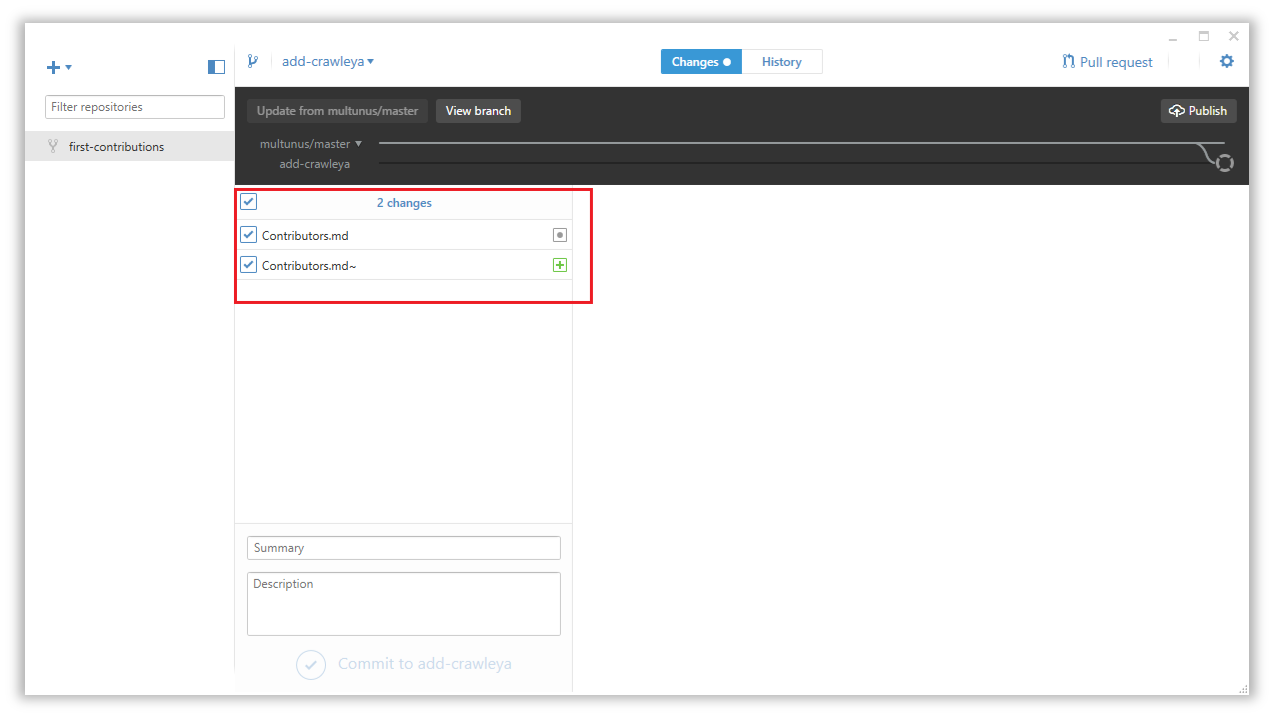 add-crawleya
Changes
History
Pull request
Filter repositories
first-contributions
Update from multunus/master
View branch
Publish
multunus/master
add-crawleya
2 changes
Contributors.md
Contributors.md~
Summary
Description
Commit to add-crawleya